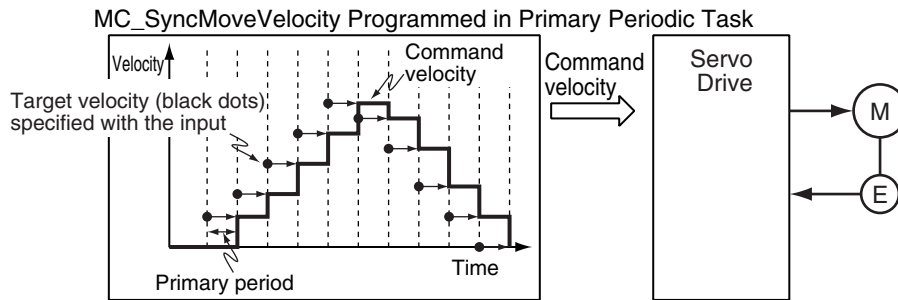 MC_SyncMoveVelocity Programmed in Primary Periodic Task
Velocity
Command
velocity
Target velocity (black dots)
specified with the input
Primary period
Time
Command
velocity
Servo
Drive
M
E